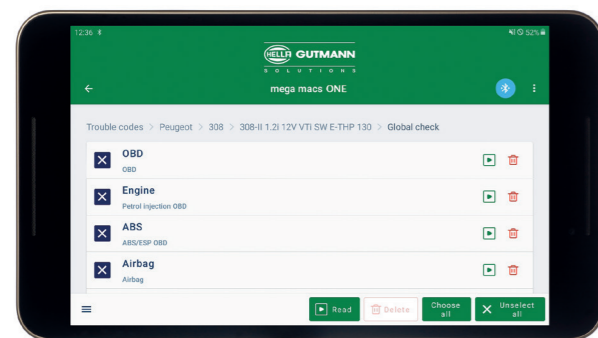 12:36
52%
HELLA GUTMANN
SOLUTIONS
mega macs ONE
Trouble codes > Peugeot > 308 > 308-II 1.2i 12V VTi SW E-THP 130 > Global check
OBD
OBD
Engine
Petrol injection OBD
ABS
ABS/ESP OBD
Airbag
Airbag
Read
Delete
Choose all
Unselect all